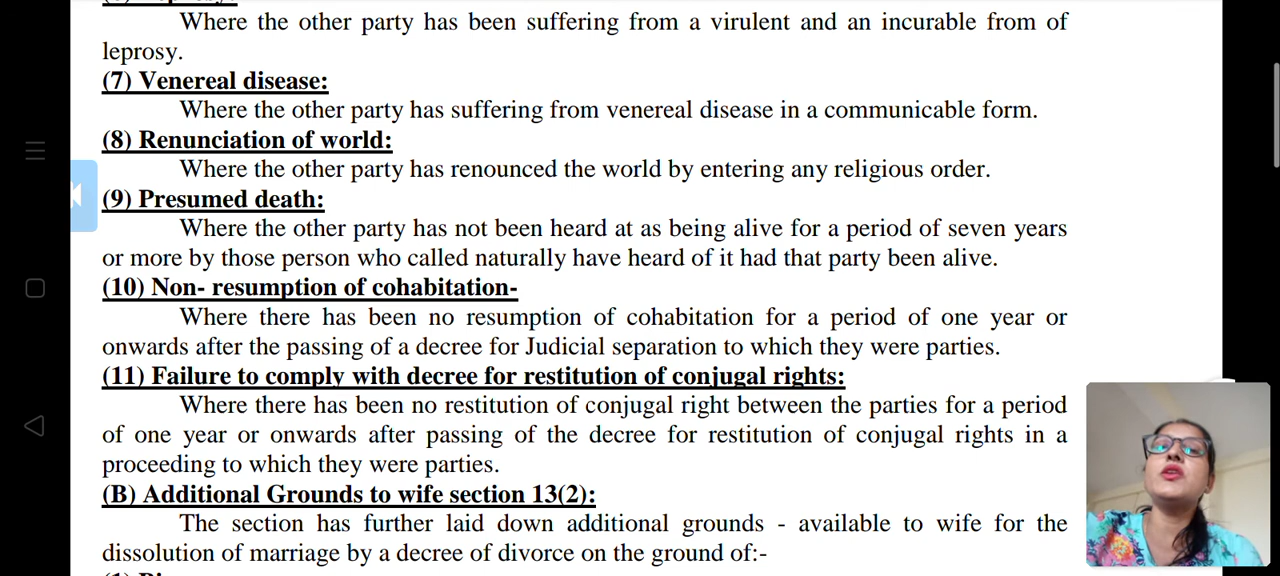 Where the other party has been suffering from a virulent and an incurable from of
leprosy.
(7) Venereal disease:
Where the other party has suffering from venereal disease in a communicable form.
(8) Renunciation of world:
Where the other party has renounced the world by entering any religious order.
(9) Presumed death:
Where the other party has not been heard at as being alive for a period of seven years
or more by those person who called naturally have heard of it had that party been alive.
(10) Non- resumption of cohabitation-
Where there has been no resumption of cohabitation for a period of one year or
onwards after the passing of a decree for Judicial separation to which they were parties.
(11) Failure to comply with decree for restitution of conjugal rights:
Where there has been no restitution of conjugal right between the parties for a period
of one year or onwards after passing of the decree for restitution of conjugal rights in a
proceeding to which they were parties.
(B) Additional Grounds to wife section 13(2):
The section has further laid down additional grounds - available to wife for the
dissolution of marriage by a decree of divorce on the ground of:-